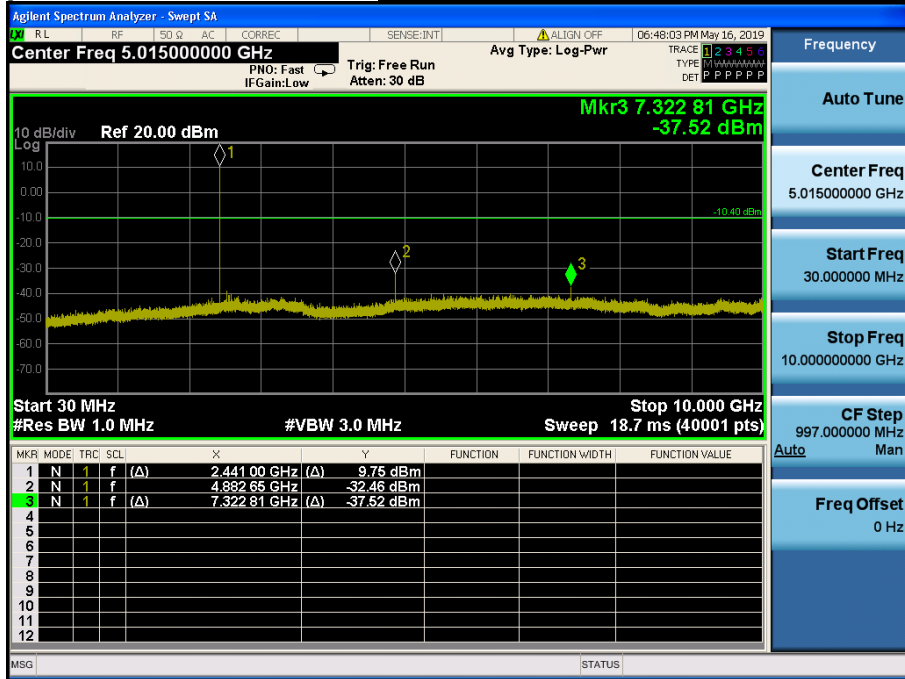 Agilent Spectrum Analyzer - Swept SA
LXI RL RF 50 Ω AC CORREC SENSE:INT ALIGN OFF 06:48:03 PM May 16, 2019
Center Freq 5.015000000 GHz
PNO: Fast
IFGain:Low
Trig: Free Run
Atten: 30 dB
Avg Type: Log-Pwr
TRACE 1 2 3 4 5 6
TYPE
DET P P P P P P
Mkr3 7.322 81 GHz
-37.52 dBm
10 dB/div Ref 20.00 dBm
Log
10.0
0.00
-10.0
-20.0
-30.0
-40.0
-50.0
-60.0
-70.0
1
2
3
-10.40 dBm
Start 30 MHz Stop 10.000 GHz
#Res BW 1.0 MHz #VBW 3.0 MHz Sweep 18.7 ms (40001 pts)
MKR MODE TRC SCL X Y FUNCTION FUNCTION WIDTH FUNCTION VALUE
1 N 1 f (Δ) 2.441 00 GHz (Δ) 9.75 dBm
2 N 1 f 4.882 65 GHz -32.46 dBm
3 N 1 f (Δ) 7.322 81 GHz (Δ) -37.52 dBm
4
5
6
7
8
9
10
11
12
MSG STATUS
Frequency
Auto Tune
Center Freq
5.015000000 GHz
Start Freq
30.000000 MHz
Stop Freq
10.000000000 GHz
CF Step
997.000000 MHz
Auto Man
Freq Offset
0 Hz